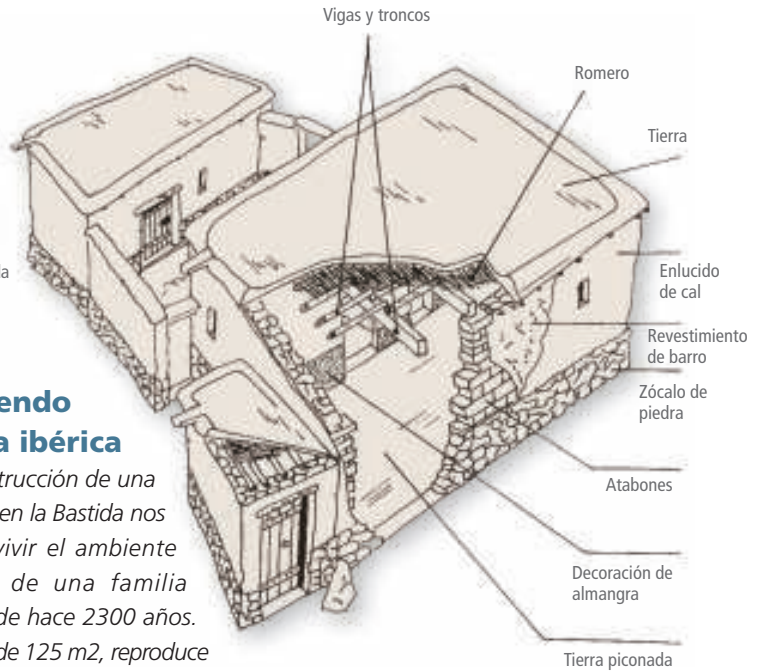 Vigas y troncos
Romero
Tierra
Enlucido
de cal
Revestimiento
de barro
Zócalo de
piedra
Atabones
Decoración de
almangra
Tierra piconada
endo
a ibérica
trucción de una
en la Bastida nos
vivir el ambiente
de una familia
de hace 2300 años.
de 125 m2, reproduce